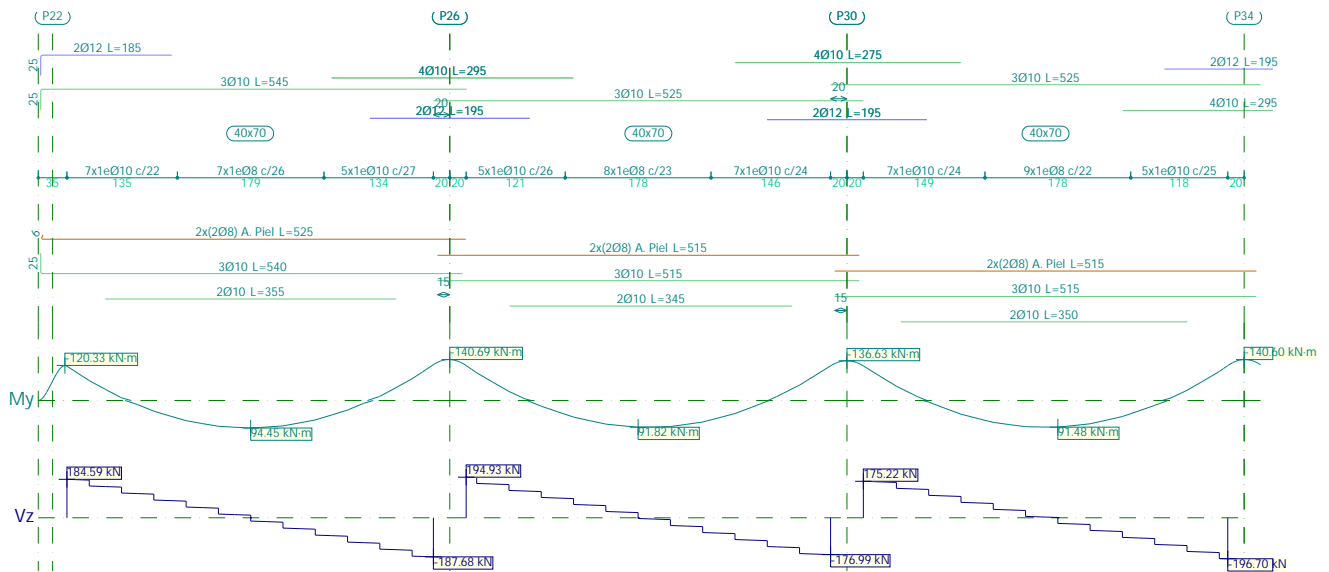 P22 P26 P30 P34
2Ø12 L=185
4Ø10 L=275
25
2Ø12 L=195
4Ø10 L=295
3Ø10 L=525
3Ø10 L=545
20
25
3Ø10 L=525
20
4Ø10 L=295
2Ø12 L=195
2Ø12 L=195
40x70 40x70 40x70
7x1eØ10 c/22 7x1eØ8 c/26 5x1eØ10 c/27 5x1eØ10 c/26 8x1eØ8 c/23 7x1eØ10 c/24 7x1eØ10 c/24 9x1eØ8 c/22 5x1eØ10 c/25
35 135 179 134 20 20 121 178 146 20 20 149 178 118 20
6
2x(2Ø8) A. Piel L=525
2x(2Ø8) A. Piel L=515
25
3Ø10 L=540
2x(2Ø8) A. Piel L=515
3Ø10 L=515
15
2Ø10 L=355
3Ø10 L=515
15
2Ø10 L=345
2Ø10 L=350
-120.33 kN·m -140.69 kN·m -136.63 kN·m -140.60 kN·m
My
94.45 kN·m 91.82 kN·m 91.48 kN·m
184.59 kN 194.93 kN 175.22 kN
Vz
-187.68 kN -176.99 kN -196.70 kN